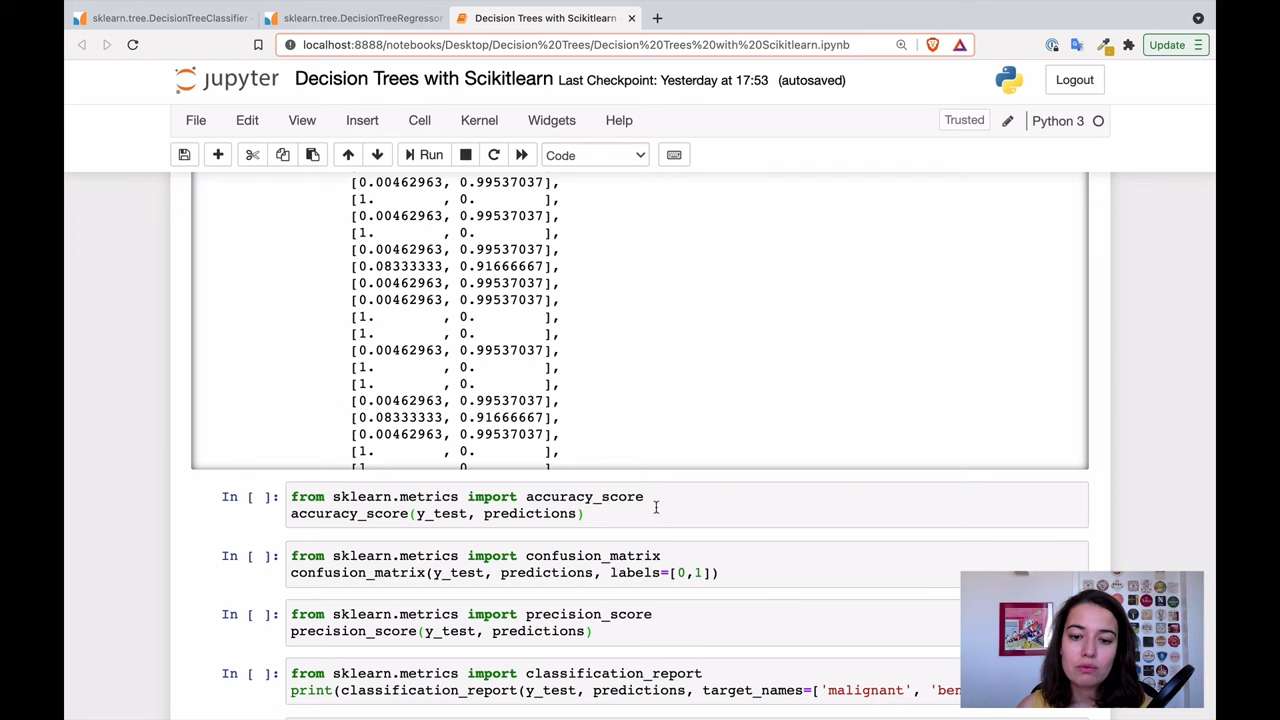 sklearn.tree.DecisionTreeClassifier
sklearn.tree.DecisionTreeRegressor
Decision Trees with Scikitlearn
localhost:8888/notebooks/Desktop/Decision%20Trees/Decision%20Trees%20with%20Scikitlearn.ipynb
Update
jupyter
Decision Trees with Scikitlearn Last Checkpoint: Yesterday at 17:53 (autosaved)
Logout
File Edit View Insert Cell Kernel Widgets Help
Trusted
Python 3
Run
Code
[0.00462963, 0.99537037],
[1. , 0. ],
[0.00462963, 0.99537037],
[1. , 0. ],
[0.00462963, 0.99537037],
[0.08333333, 0.91666667],
[0.00462963, 0.99537037],
[0.00462963, 0.99537037],
[1. , 0. ],
[1. , 0. ],
[0.00462963, 0.99537037],
[1. , 0. ],
[1. , 0. ],
[0.00462963, 0.99537037],
[0.08333333, 0.91666667],
[0.00462963, 0.99537037],
[1. , 0. ],
In [ ]: from sklearn.metrics import accuracy_score
accuracy_score(y_test, predictions)
In [ ]: from sklearn.metrics import confusion_matrix
confusion_matrix(y_test, predictions, labels=[0,1])
In [ ]: from sklearn.metrics import precision_score
precision_score(y_test, predictions)
In [ ]: from sklearn.metrics import classification_report
print(classification_report(y_test, predictions, target_names=['malignant', 'ben